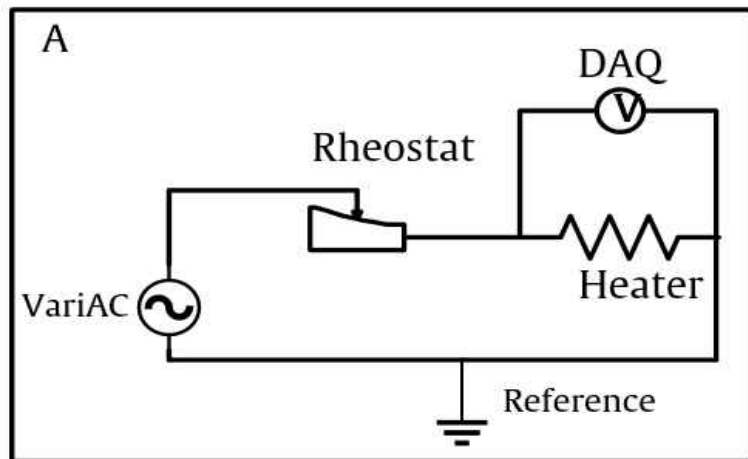 A
DAQ
V
Rheostat
VariAC
Heater
Reference